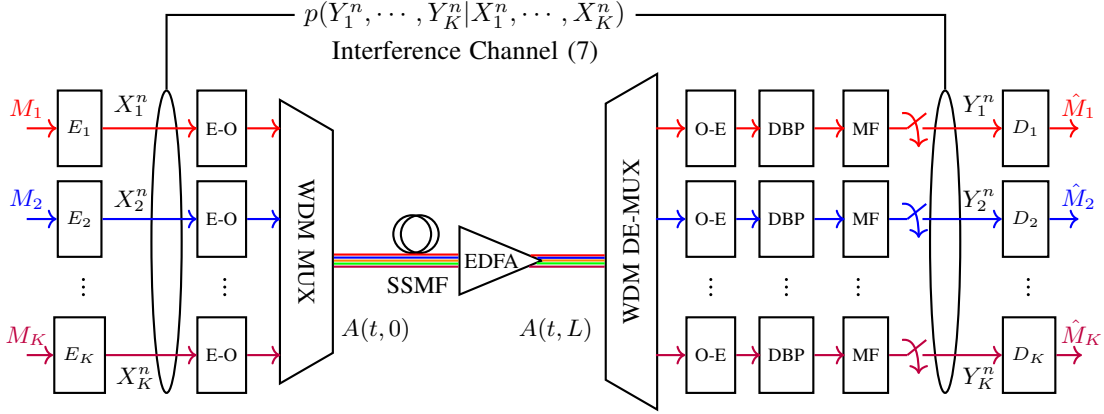 p(Y_1^n, ⋯, Y_K^n|X_1^n, ⋯, X_K^n)
Interference Channel (7)
M_1 E_1 X_1^n E-O O-E DBP MF Y_1^n D_1 M̂_1
M_2 E_2 X_2^n E-O O-E DBP MF Y_2^n D_2 M̂_2
WDM MUX
SSMF
EDFA
WDM DE-MUX
⋮ ⋮ ⋮ ⋮ ⋮ ⋮
A(t, 0) A(t, L)
M_K E_K X_K^n E-O O-E DBP MF Y_K^n D_K M̂_K